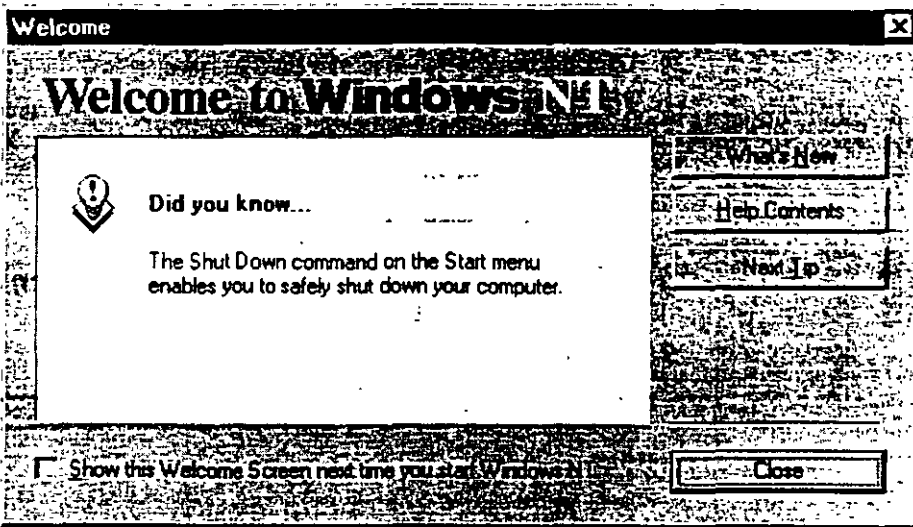 Welcome
Welcome to Windows NT
Did you know...
The Shut Down command on the Start menu
enables you to safely shut down your computer.
What's New
Help Contents
Next Tip
Show this Welcome Screen next time you start Windows NT
Close